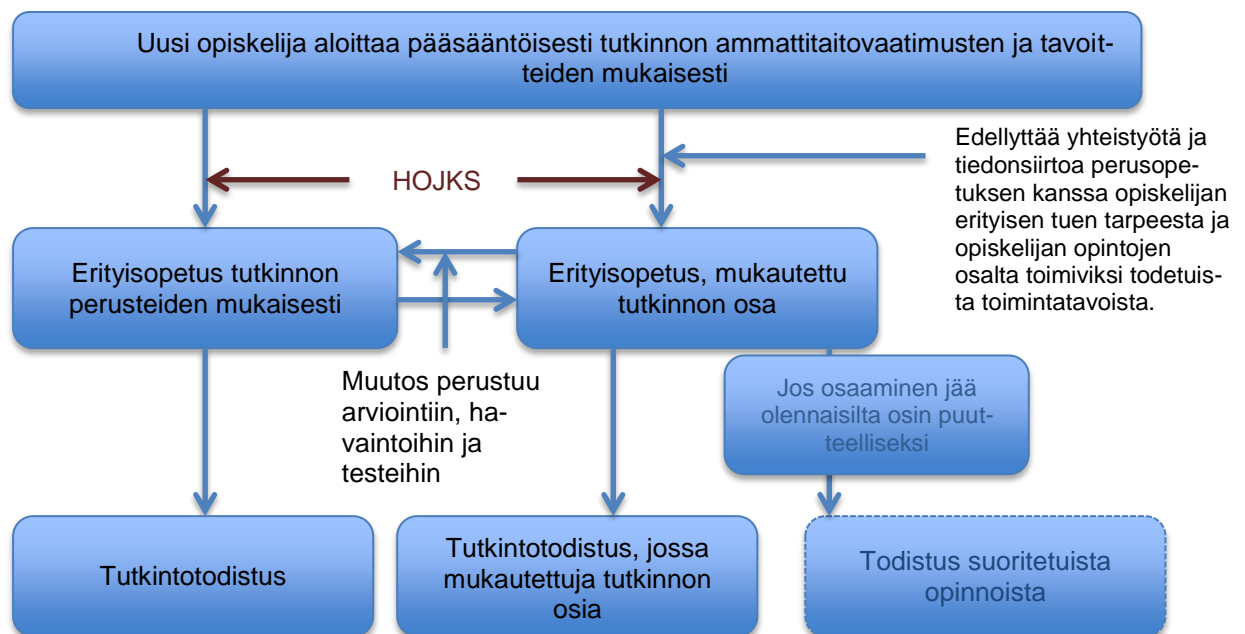 Uusi opiskelija aloittaa pääsääntöisesti tutkinnon ammattitaitovaatimusten ja tavoit-
teiden mukaisesti
Edellyttää yhteistyötä ja
tiedonsiirtoa perusope-
tuksen kanssa opiskelijan
erityisen tuen tarpeesta ja
opiskelijan opintojen
osalta toimiviksi todetuis-
ta toimintatavoista.
HOJKS
Erityisopetus tutkinnon
perusteiden mukaisesti
Erityisopetus, mukautettu
tutkinnon osa
Muutos perustuu
arviointiin, ha-
vaintoihin ja
testeihin
Jos osaaminen jää
olennaisilta osin puut-
teelliseksi
Tutkintotodistus
Tutkintotodistus, jossa
mukautettuja tutkinnon
osia
Todistus suoritetuista
opinnoista